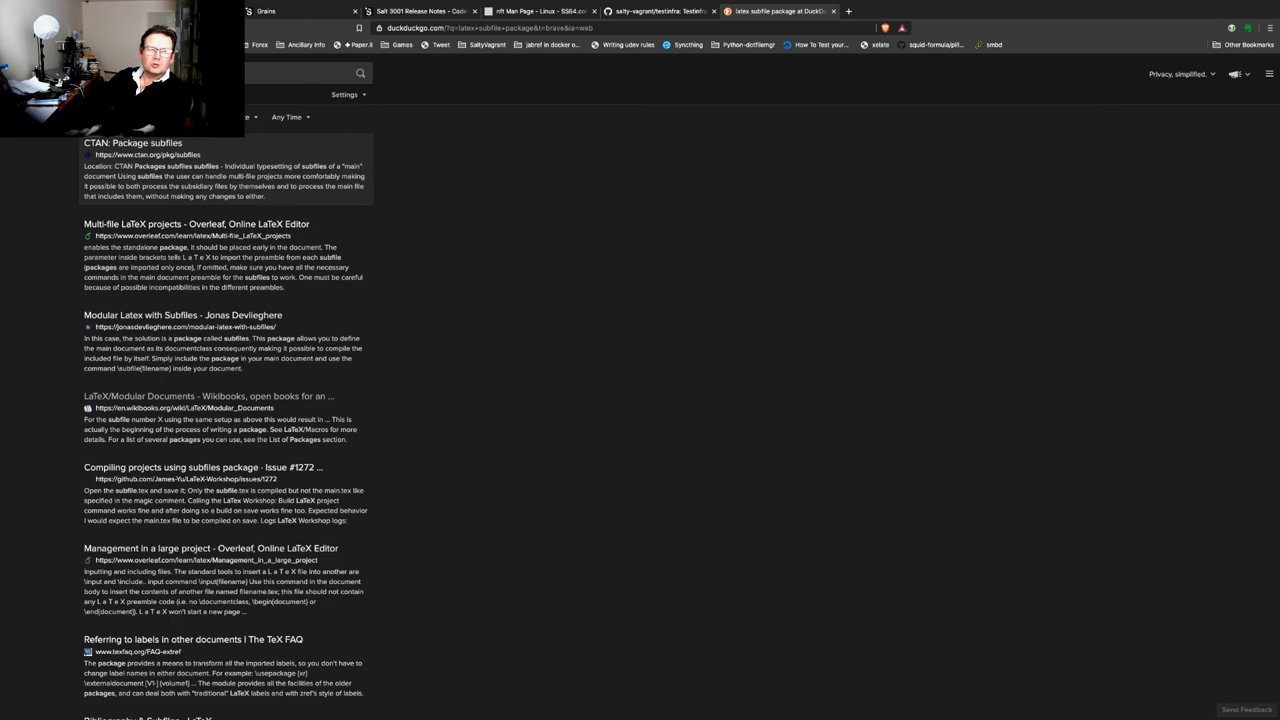 Grains
Salt 3001 Release Notes - Code
nft Man Page - Linux - SS64.co
salty-vagrant/testinfra: Testinfr
latex subfile package at DuckDu
duckduckgo.com/?q=latex+subfile+package&t=brave&ia=web
Forex
Ancillary Info
+Paper.li
Games
Tweet
SaltyVagrant
jabref in docker o...
Writing udev rules
Syncthing
Python-dotfilemgr
How To Test your...
xelate
squid-formula/pill...
smbd
Other Bookmarks
Privacy, simplified.
Settings
Any Time
CTAN: Package subfiles
https://www.ctan.org/pkg/subfiles
Location: CTAN Packages subfiles subfiles - Individual typesetting of subfiles of a "main"
document Using subfiles the user can handle multi-file projects more comfortably making
it possible to both process the subsidiary files by themselves and to process the main file
that includes them, without making any changes to either.
Multi-file LaTeX projects - Overleaf, Online LaTeX Editor
https://www.overleaf.com/learn/latex/Multi-file_LaTeX_projects
enables the standalone package, it should be placed early in the document. The
parameter inside brackets tells L a T e X to import the preamble from each subfile
(packages are imported only once), if omitted, make sure you have all the necessary
commands in the main document preamble for the subfiles to work. One must be careful
because of possible incompatibilities in the different preambles.
Modular Latex with Subfiles - Jonas Devlieghere
https://jonasdevlieghere.com/modular-latex-with-subfiles/
In this case, the solution is a package called subfiles. This package allows you to define
the main document as its documentclass consequently making it possible to compile the
included file by itself. Simply include the package in your main document and use the
command \subfile{filename} inside your document.
LaTeX/Modular Documents - Wikibooks, open books for an ...
https://en.wikibooks.org/wiki/LaTeX/Modular_Documents
For the subfile number X using the same setup as above this would result in ... This is
actually the beginning of the process of writing a package. See LaTeX/Macros for more
details. For a list of several packages you can use, see the List of Packages section.
Compiling projects using subfiles package · Issue #1272 ...
https://github.com/James-Yu/LaTeX-Workshop/issues/1272
Open the subfile.tex and save it; Only the subfile.tex is compiled but not the main.tex like
specified in the magic comment. Calling the LaTex Workshop: Build LaTeX project
command works fine and after doing so a build on save works fine too. Expected behavior
I would expect the main.tex file to be compiled on save. Logs LaTeX Workshop logs:
Management in a large project - Overleaf, Online LaTeX Editor
https://www.overleaf.com/learn/latex/Management_in_a_large_project
Inputting and including files. The standard tools to insert a L a T e X file into another are
\input and \include.. input command \input{filename} Use this command in the document
body to insert the contents of another file named filename.tex; this file should not contain
any L a T e X preamble code (i.e. no \documentclass, \begin{document} or
\end{document}). L a T e X won't start a new page ...
Referring to labels in other documents | The TeX FAQ
www.texfaq.org/FAQ-extref
The package provides a means to transform all the imported labels, so you don't have to
change label names in either document. For example: \usepackage {xr}
\externaldocument [V1-] {volume1} ... The module provides all the facilities of the older
packages, and can deal both with "traditional" LaTeX labels and with zref's style of labels.
Bibliography & Subfiles - LaTeX
Send Feedback